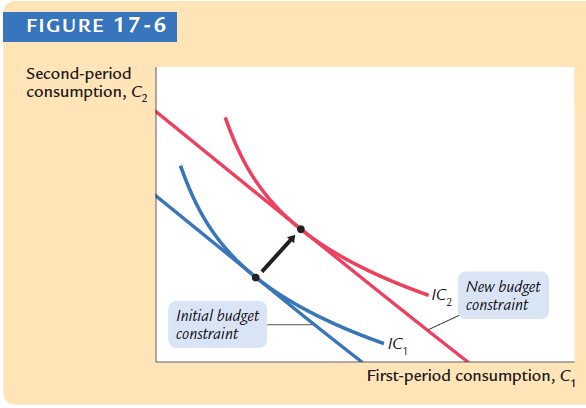 FIGURE 17-6
Second-period
consumption, C₂
IC₂
New budget
constraint
Initial budget
constraint
IC₁
First-period consumption, C₁